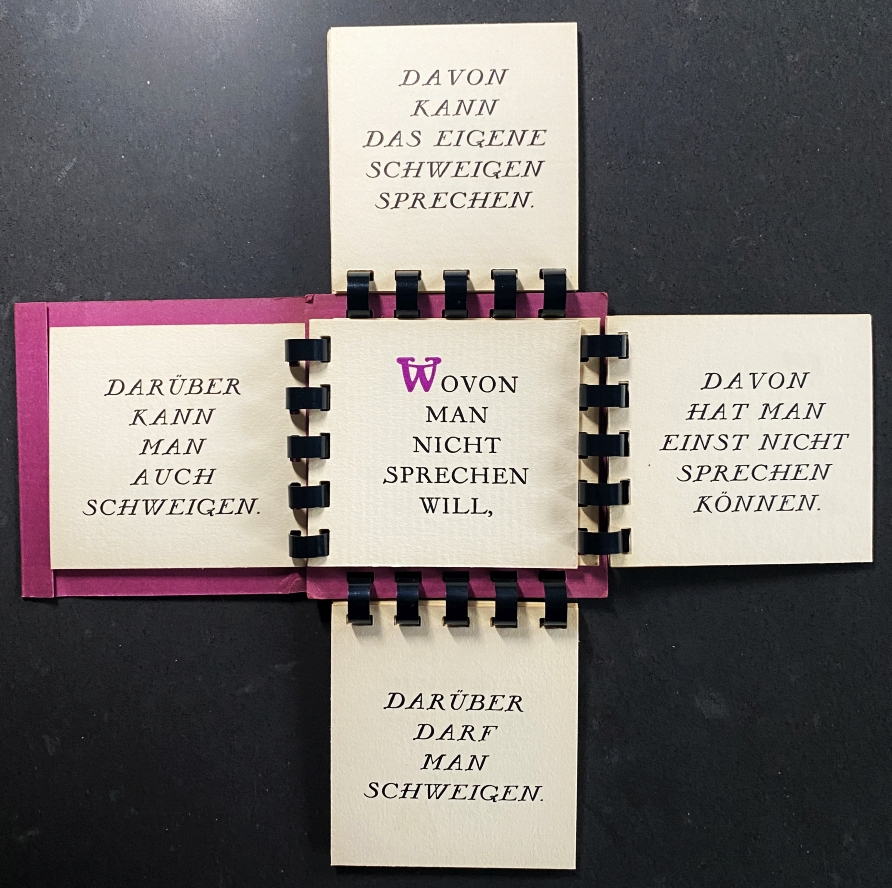 DAVON
KANN
DAS EIGENE
SCHWEIGEN
SPRECHEN.
DARÜBER
KANN
MAN
AUCH
SCHWEIGEN.
WOVON
MAN
NICHT
SPRECHEN
WILL,
DAVON
HAT MAN
EINST NICHT
SPRECHEN
KÖNNEN.
DARÜBER
DARF
MAN
SCHWEIGEN.